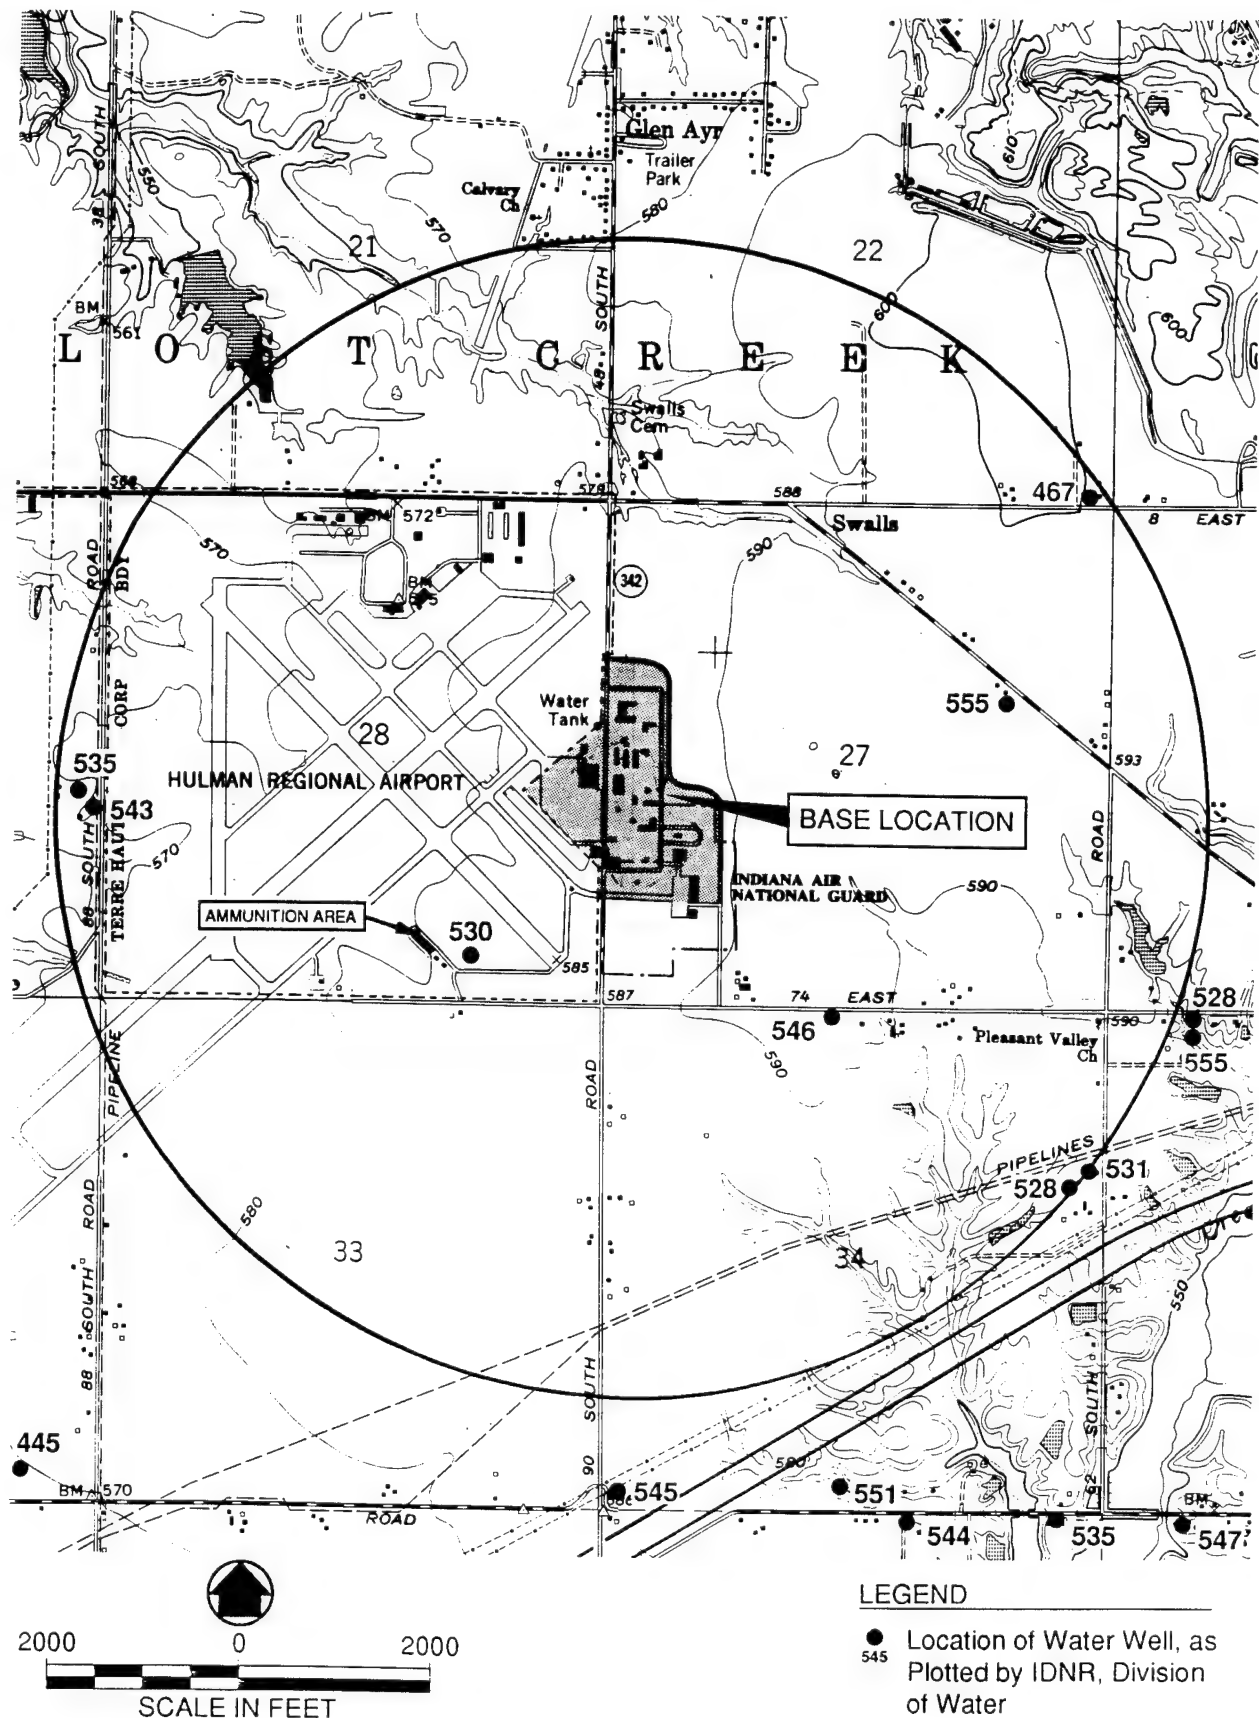 SOUTH
38
550
Glen Ayr
Trailer
Park
Calvary
Ch
580
570
610
21
22
SOUTH
48
600
600
BM
561
L O S T C R E E K
Swalls
Cem
467
572
588
8 EAST
Swalls
570
590
ROAD
BDY
BM
342
Water
Tank
555
CORP
28
27
593
535
HULMAN REGIONAL AIRPORT
543
BASE LOCATION
SOUTH
88
TERRE HAUTE
570
ROAD
INDIANA AIR
NATIONAL GUARD
590
AMMUNITION AREA
530
585
587
74 EAST
528
546
590
Pleasant Valley
Ch
555
590
PIPELINE
ROAD
PIPELINES
531
528
ROAD
580
33
34
SOUTH
88
550
SOUTH
90
SOUTH
445
BM
570
ROAD
545
580
551
544
535
BM
547
2000 0 2000
SCALE IN FEET
LEGEND
545
Location of Water Well, as
Plotted by IDNR, Division
of Water